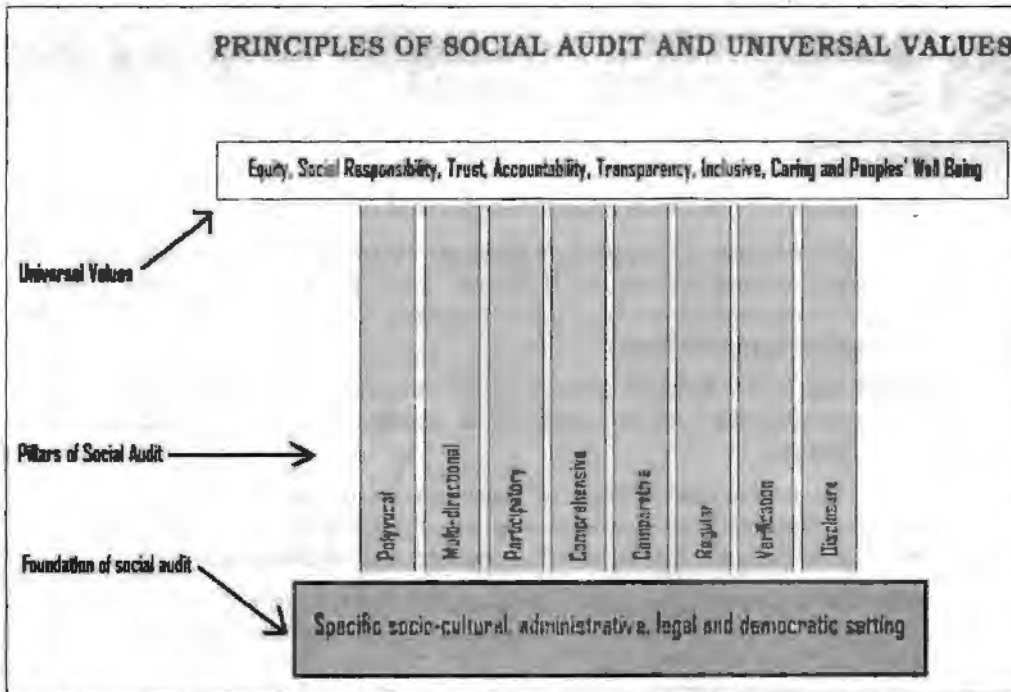 PRINCIPLES OF SOCIAL AUDIT AND UNIVERSAL VALUES
Equity, Social Responsibility, Trust, Accountability, Transparency, Inclusive, Caring and Peoples' Well Being
Universal Values
Pillars of Social Audit
Polyvocal
Multi-directional
Participatory
Comprehensive
Comparative
Regular
Verification
Disclosure
Foundation of social audit
Specific socio-cultural, administrative, legal and democratic setting